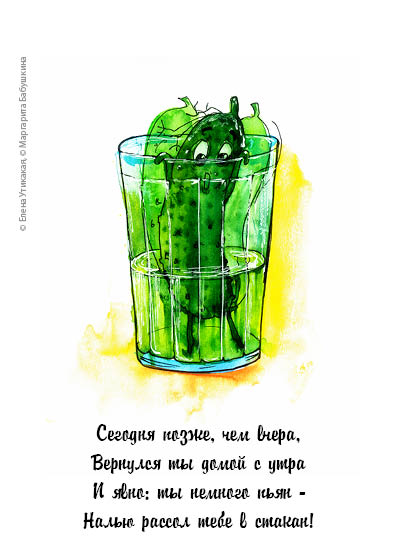 © Елена Утикакая, © Маргарита Бабушкина
Сегодня позже, чем вчера,
Вернулся ты домой с утра
И явно: ты немного пьян -
Налью рассол тебе в стакан!